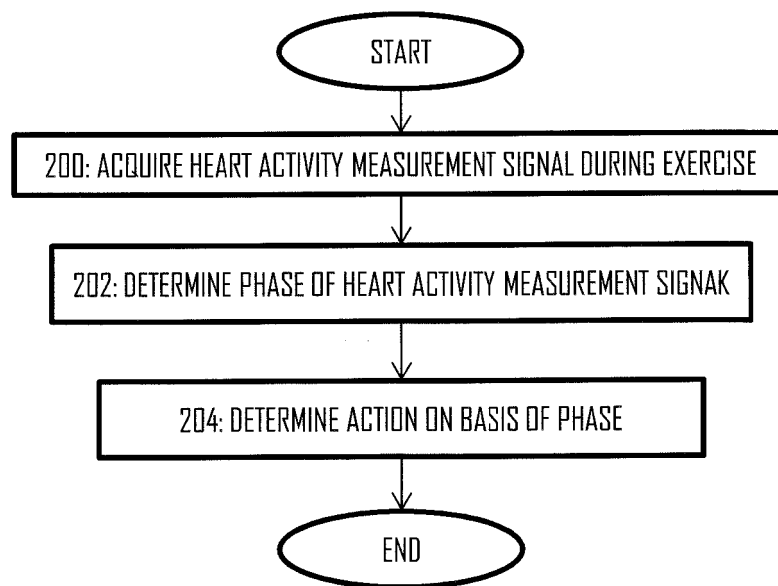 START
200: ACQUIRE HEART ACTIVITY MEASUREMENT SIGNAL DURING EXERCISE
202: DETERMINE PHASE OF HEART ACTIVITY MEASUREMENT SIGNAK
204: DETERMINE ACTION ON BASIS OF PHASE
END